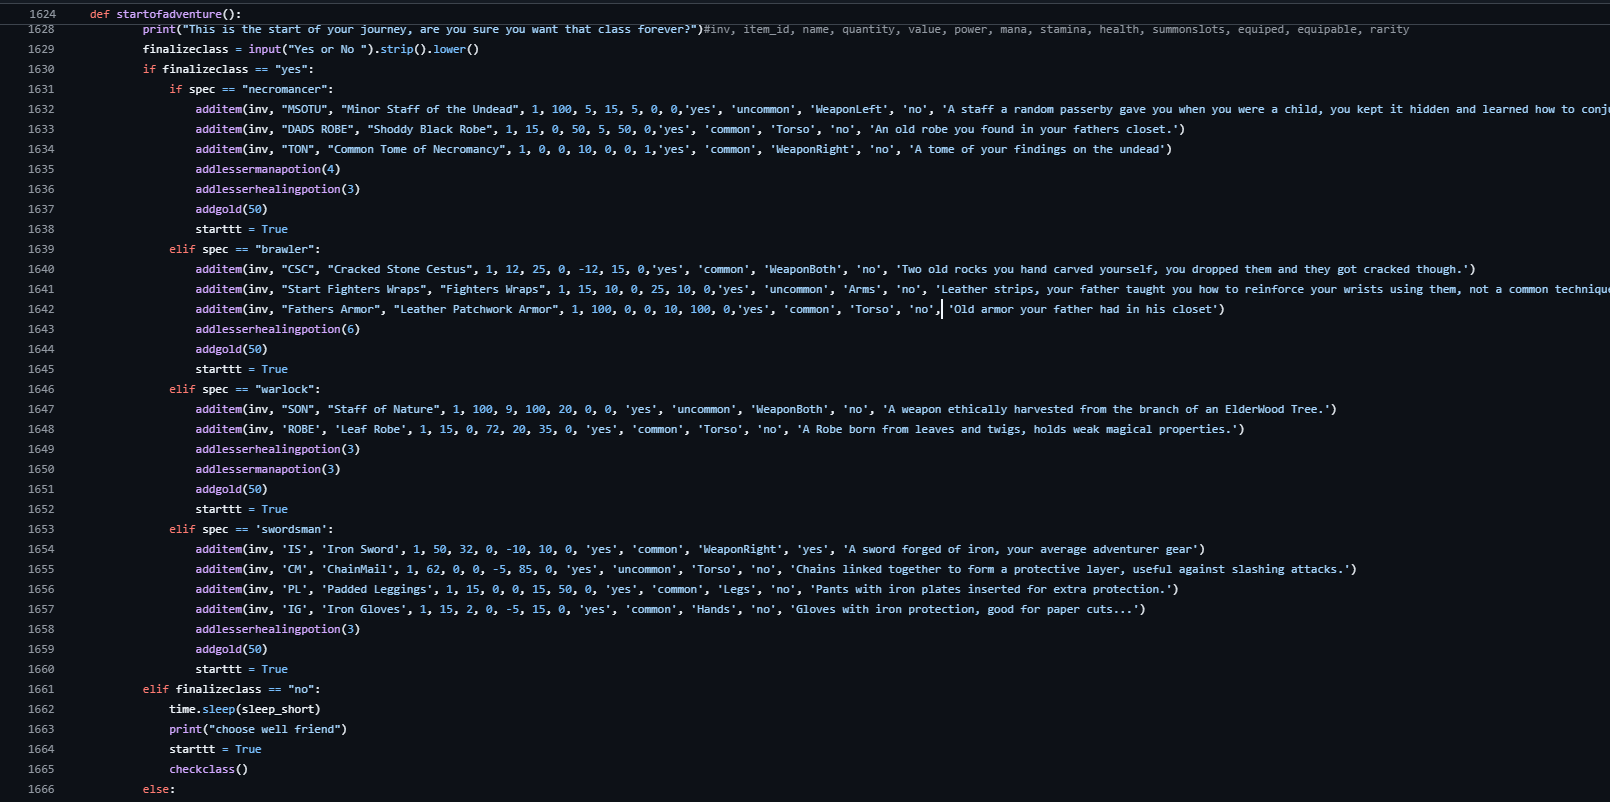 1624 def startofadventure():
1628 print("This is the start of your journey, are you sure you want that class forever?")#inv, item_id, name, quantity, value, power, mana, stamina, health, summonslots, equiped, equipable, rarity
1629 finalizeclass = input("Yes or No ").strip().lower()
1630 if finalizeclass == "yes":
1631 if spec == "necromancer":
1632 additem(inv, "MSOTU", "Minor Staff of the Undead", 1, 100, 5, 15, 5, 0, 0,'yes', 'uncommon', 'WeaponLeft', 'no', 'A staff a random passerby gave you when you were a child, you kept it hidden and learned how to conj
1633 additem(inv, "DADS ROBE", "Shoddy Black Robe", 1, 15, 0, 50, 5, 50, 0,'yes', 'common', 'Torso', 'no', 'An old robe you found in your fathers closet.')
1634 additem(inv, "TON", "Common Tome of Necromancy", 1, 0, 0, 10, 0, 0, 1,'yes', 'common', 'WeaponRight', 'no', 'A tome of your findings on the undead')
1635 addlessermanapotion(4)
1636 addlesserhealingpotion(3)
1637 addgold(50)
1638 starttt = True
1639 elif spec == "brawler":
1640 additem(inv, "CSC", "Cracked Stone Cestus", 1, 12, 25, 0, -12, 15, 0,'yes', 'common', 'WeaponBoth', 'no', 'Two old rocks you hand carved yourself, you dropped them and they got cracked though.')
1641 additem(inv, "Start Fighters Wraps", "Fighters Wraps", 1, 15, 10, 0, 25, 10, 0,'yes', 'uncommon', 'Arms', 'no', 'Leather strips, your father taught you how to reinforce your wrists using them, not a common technique
1642 additem(inv, "Fathers Armor", "Leather Patchwork Armor", 1, 100, 0, 0, 10, 100, 0,'yes', 'common', 'Torso', 'no', 'Old armor your father had in his closet')
1643 addlesserhealingpotion(6)
1644 addgold(50)
1645 starttt = True
1646 elif spec == "warlock":
1647 additem(inv, "SON", "Staff of Nature", 1, 100, 9, 100, 20, 0, 0, 'yes', 'uncommon', 'WeaponBoth', 'no', 'A weapon ethically harvested from the branch of an ElderWood Tree.')
1648 additem(inv, 'ROBE', 'Leaf Robe', 1, 15, 0, 72, 20, 35, 0, 'yes', 'common', 'Torso', 'no', 'A Robe born from leaves and twigs, holds weak magical properties.')
1649 addlesserhealingpotion(3)
1650 addlessermanapotion(3)
1651 addgold(50)
1652 starttt = True
1653 elif spec == 'swordsman':
1654 additem(inv, 'IS', 'Iron Sword', 1, 50, 32, 0, -10, 10, 0, 'yes', 'common', 'WeaponRight', 'yes', 'A sword forged of iron, your average adventurer gear')
1655 additem(inv, 'CM', 'ChainMail', 1, 62, 0, 0, -5, 85, 0, 'yes', 'uncommon', 'Torso', 'no', 'Chains linked together to form a protective layer, useful against slashing attacks.')
1656 additem(inv, 'PL', 'Padded Leggings', 1, 15, 0, 0, 15, 50, 0, 'yes', 'common', 'Legs', 'no', 'Pants with iron plates inserted for extra protection.')
1657 additem(inv, 'IG', 'Iron Gloves', 1, 15, 2, 0, -5, 15, 0, 'yes', 'common', 'Hands', 'no', 'Gloves with iron protection, good for paper cuts...')
1658 addlesserhealingpotion(3)
1659 addgold(50)
1660 starttt = True
1661 elif finalizeclass == "no":
1662 time.sleep(sleep_short)
1663 print("choose well friend")
1664 starttt = True
1665 checkclass()
1666 else: